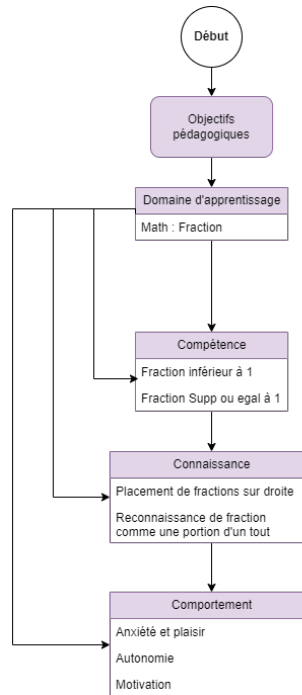 Début
Objectifs
pédagogiques
Domaine d'apprentissage
Math : Fraction
Compétence
Fraction inférieur à 1
Fraction Supp ou egal à 1
Connaissance
Placement de fractions sur droite
Reconnaissance de fraction
comme une portion d'un tout
Comportement
Anxiété et plaisir
Autonomie
Motivation